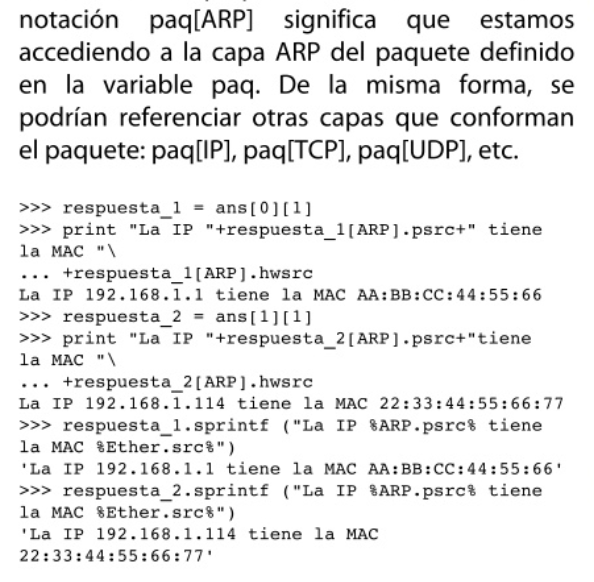 notación paq[ARP] significa que estamos
accediendo a la capa ARP del paquete definido
en la variable paq. De la misma forma, se
podrían referenciar otras capas que conforman
el paquete: paq[IP], paq[TCP], paq[UDP], etc.
>>> respuesta_1 = ans[0][1]
>>> print "La IP "+respuesta_1[ARP].psrc+" tiene
la MAC "\
... +respuesta_1[ARP].hwsrc
La IP 192.168.1.1 tiene la MAC AA:BB:CC:44:55:66
>>> respuesta_2 = ans[1][1]
>>> print "La IP "+respuesta_2[ARP].psrc+"tiene
la MAC "\
... +respuesta_2[ARP].hwsrc
La IP 192.168.1.114 tiene la MAC 22:33:44:55:66:77
>>> respuesta_1.sprintf ("La IP %ARP.psrc% tiene
la MAC %Ether.src%")
'La IP 192.168.1.1 tiene la MAC AA:BB:CC:44:55:66'
>>> respuesta_2.sprintf ("La IP %ARP.psrc% tiene
la MAC %Ether.src%")
'La IP 192.168.1.114 tiene la MAC
22:33:44:55:66:77'